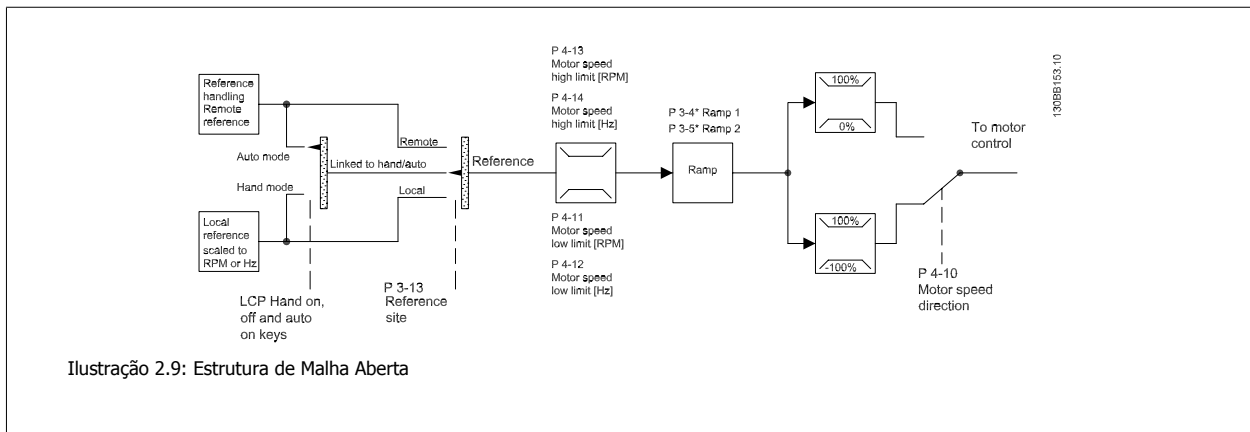 Reference
handling
Remote
reference
Auto mode
Hand mode
Local
reference
scaled to
RPM or Hz
LCP Hand on,
off and auto
on keys
Linked to hand/auto
Remote
Local
P 3-13
Reference
site
Reference
P 4-13
Motor speed
high limit [RPM]
P 4-14
Motor speed
high limit [Hz]
P 4-11
Motor speed
low limit [RPM]
P 4-12
Motor speed
low limit [Hz]
P 3-4* Ramp 1
P 3-5* Ramp 2
Ramp
100%
0%
100%
-100%
To motor
control
P 4-10
Motor speed
direction
130BB153.10
Ilustração 2.9: Estrutura de Malha Aberta